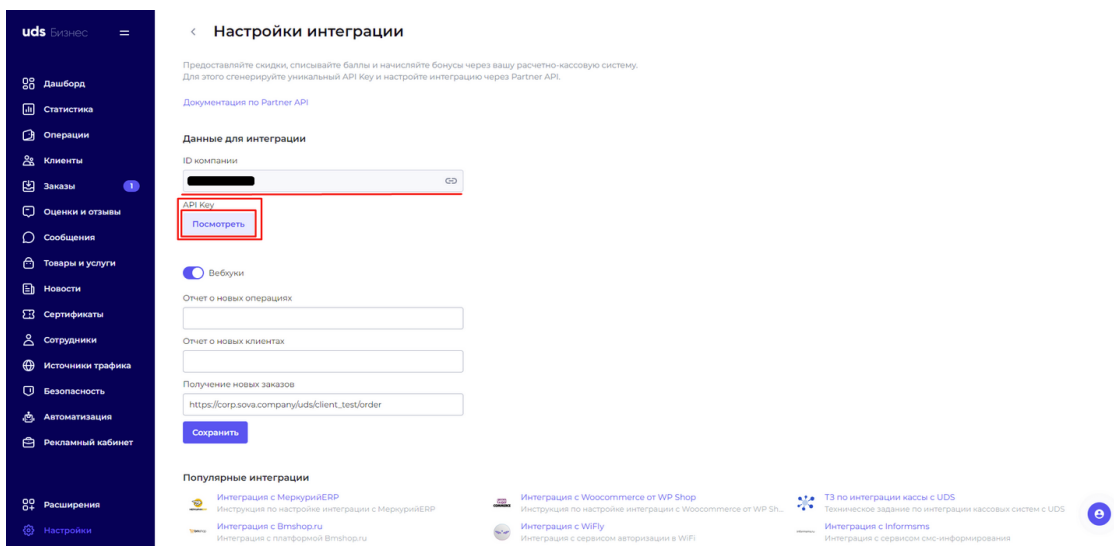 uds Бизнес
Настройки интеграции
Предоставляйте скидки, списывайте баллы и начисляйте бонусы через вашу расчетно-кассовую систему.
Для этого сгенерируйте уникальный API Key и настройте интеграцию через Partner API.
Дашборд
Документация по Partner API
Статистика
Операции
Данные для интеграции
Клиенты
ID компании
Заказы 1
API Key
Оценки и отзывы
Посмотреть
Сообщения
Товары и услуги
Вебхуки
Новости
Отчет о новых операциях
Сертификаты
Сотрудники
Отчет о новых клиентах
Источники трафика
Получение новых заказов
Безопасность
https://corp.sova.company/uds/client_test/order
Автоматизация
Сохранить
Рекламный кабинет
Популярные интеграции
Расширения
Настройки
Интеграция с МеркурийERP
Инструкция по настройке интеграции с МеркурийERP
Интеграция с Woocommerce от WP Shop
Инструкция по настройке интеграции с Woocommerce от WP Sh...
ТЗ по интеграции кассы с UDS
Техническое задание по интеграции кассовых систем с UDS
Интеграция с Bmshop.ru
Интеграция с платформой Bmshop.ru
Интеграция с WiFly
Интеграция с сервисом авторизации в WiFi
Интеграция с Informsms
Интеграция с сервисом смс-информирования